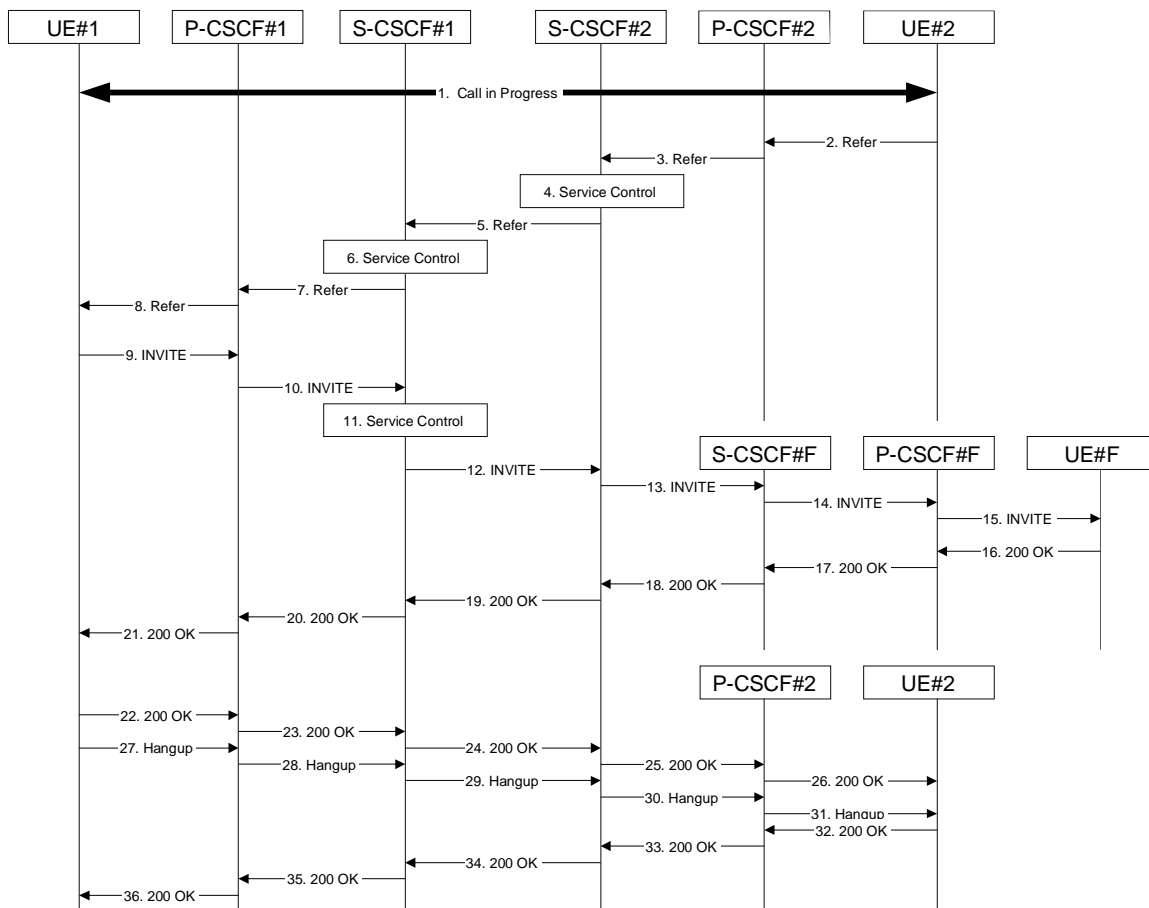 UE#1
P-CSCF#1
S-CSCF#1
S-CSCF#2
P-CSCF#2
UE#2
1. Call in Progress
2. Refer
3. Refer
4. Service Control
5. Refer
6. Service Control
7. Refer
8. Refer
9. INVITE
10. INVITE
11. Service Control
S-CSCF#F
P-CSCF#F
UE#F
12. INVITE
13. INVITE
14. INVITE
15. INVITE
16. 200 OK
17. 200 OK
18. 200 OK
19. 200 OK
20. 200 OK
21. 200 OK
P-CSCF#2
UE#2
22. 200 OK
23. 200 OK
24. 200 OK
25. 200 OK
26. 200 OK
27. Hangup
28. Hangup
29. Hangup
30. Hangup
31. Hangup
32. 200 OK
33. 200 OK
34. 200 OK
35. 200 OK
36. 200 OK